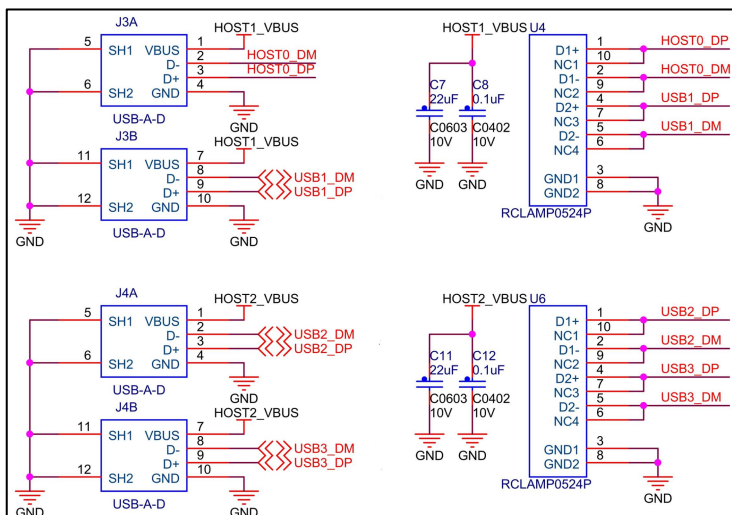 J3A
HOST1_VBUS
5 SH1 VBUS 1
D- 2 HOST0_DM
D+ 3 HOST0_DP
6 SH2 GND 4
USB-A-D
GND
J3B
HOST1_VBUS
11 SH1 VBUS 7
D- 8 USB1_DM
D+ 9 USB1_DP
12 SH2 GND 10
USB-A-D
GND
GND
HOST1_VBUS
C7
22uF
C0603
10V
GND
C8
0.1uF
C0402
10V
GND
U4
D1+ 1 HOST0_DP
NC1 10
D1- 2 HOST0_DM
NC2 9
D2+ 4 USB1_DP
NC3 7
D2- 5 USB1_DM
NC4 6
GND1 3
GND2 8
RCLAMP0524P
GND
J4A
HOST2_VBUS
5 SH1 VBUS 1
D- 2 USB2_DM
D+ 3 USB2_DP
6 SH2 GND 4
USB-A-D
GND
J4B
HOST2_VBUS
11 SH1 VBUS 7
D- 8 USB3_DM
D+ 9 USB3_DP
12 SH2 GND 10
USB-A-D
GND
GND
HOST2_VBUS
C11
22uF
C0603
10V
GND
C12
0.1uF
C0402
10V
GND
U6
D1+ 1 USB2_DP
NC1 10
D1- 2 USB2_DM
NC2 9
D2+ 4 USB3_DP
NC3 7
D2- 5 USB3_DM
NC4 6
GND1 3
GND2 8
RCLAMP0524P
GND